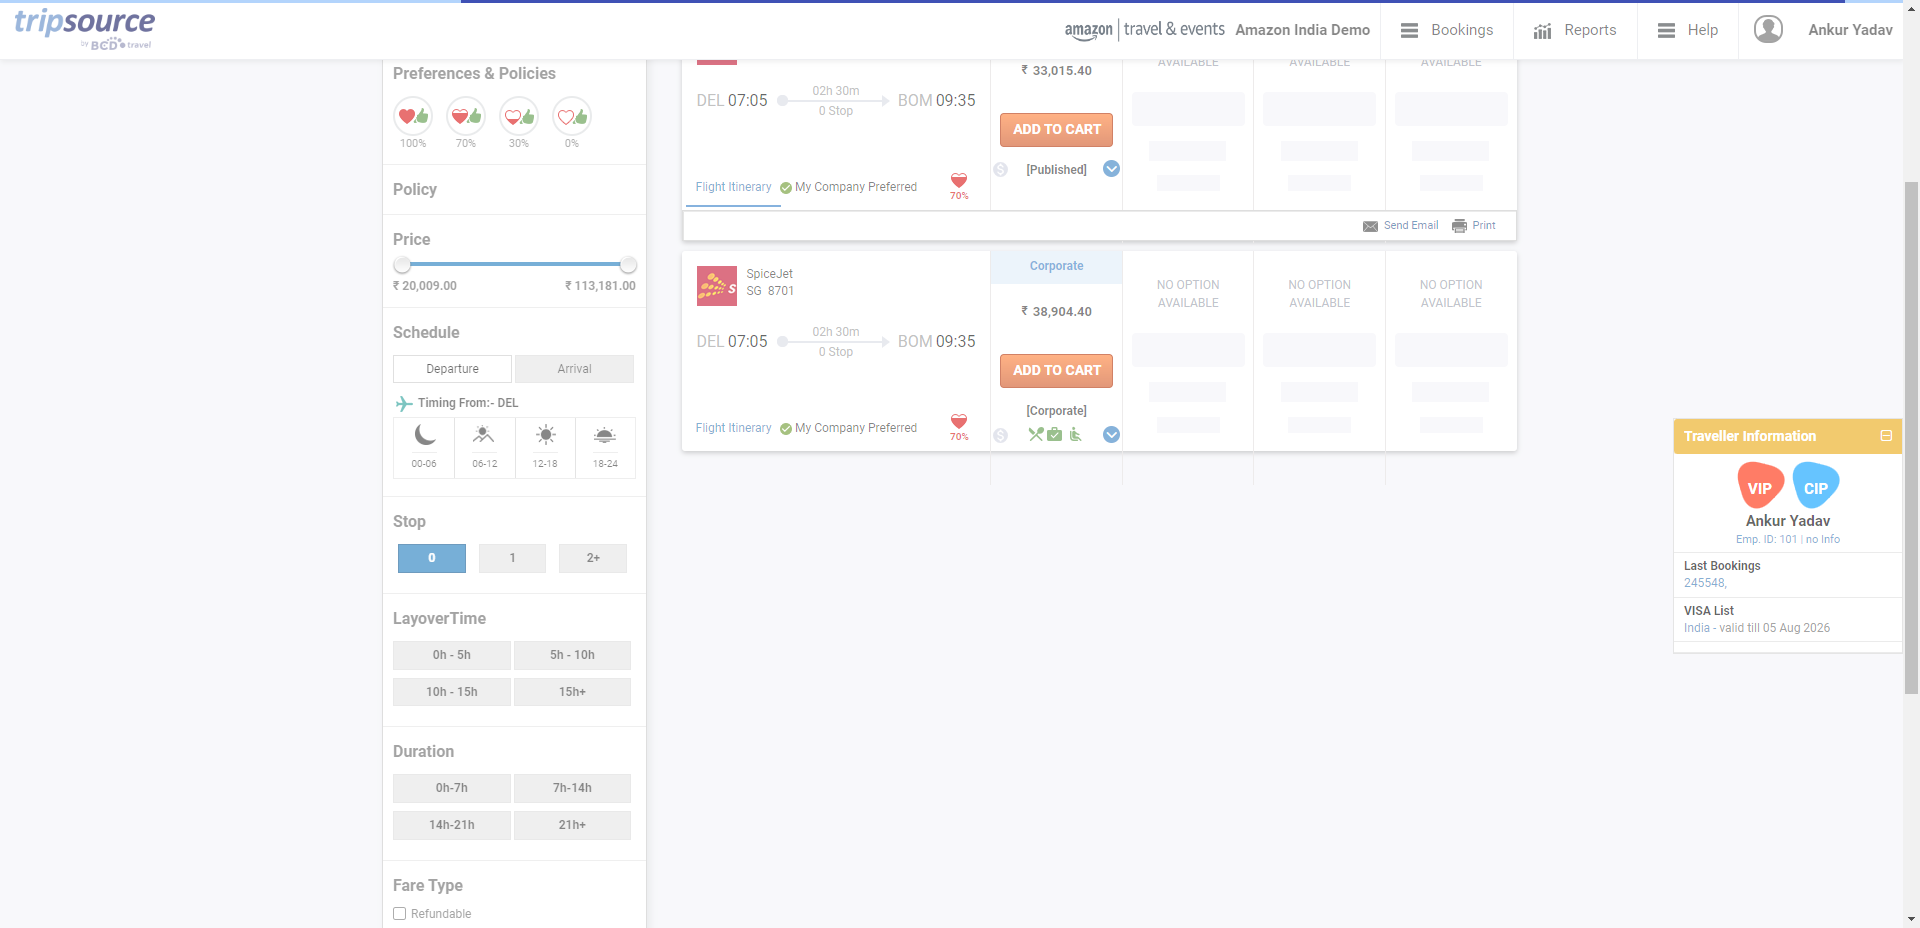 tripsource
by BCD travel
amazon travel & events
Amazon India Demo
Bookings
Reports
Help
Ankur Yadav
Preferences & Policies
100% 70% 30% 0%
Policy
Price
₹ 20,009.00 ₹ 113,181.00
Schedule
Departure Arrival
Timing From:- DEL
00-06 06-12 12-18 18-24
Stop
0 1 2+
LayoverTime
0h - 5h 5h - 10h
10h - 15h 15h+
Duration
0h-7h 7h-14h
14h-21h 21h+
Fare Type
Refundable
AVAILABLE AVAILABLE AVAILABLE
₹ 33,015.40
02h 30m
DEL 07:05 BOM 09:35
0 Stop
ADD TO CART
[Published]
Flight Itinerary My Company Preferred
70%
Send Email Print
SpiceJet
SG 8701
Corporate
NO OPTION AVAILABLE
NO OPTION AVAILABLE
NO OPTION AVAILABLE
₹ 38,904.40
02h 30m
DEL 07:05 BOM 09:35
0 Stop
ADD TO CART
[Corporate]
Flight Itinerary My Company Preferred
70%
Traveller Information
VIP CIP
Ankur Yadav
Emp. ID: 101 | no Info
Last Bookings
245548,
VISA List
India - valid till 05 Aug 2026